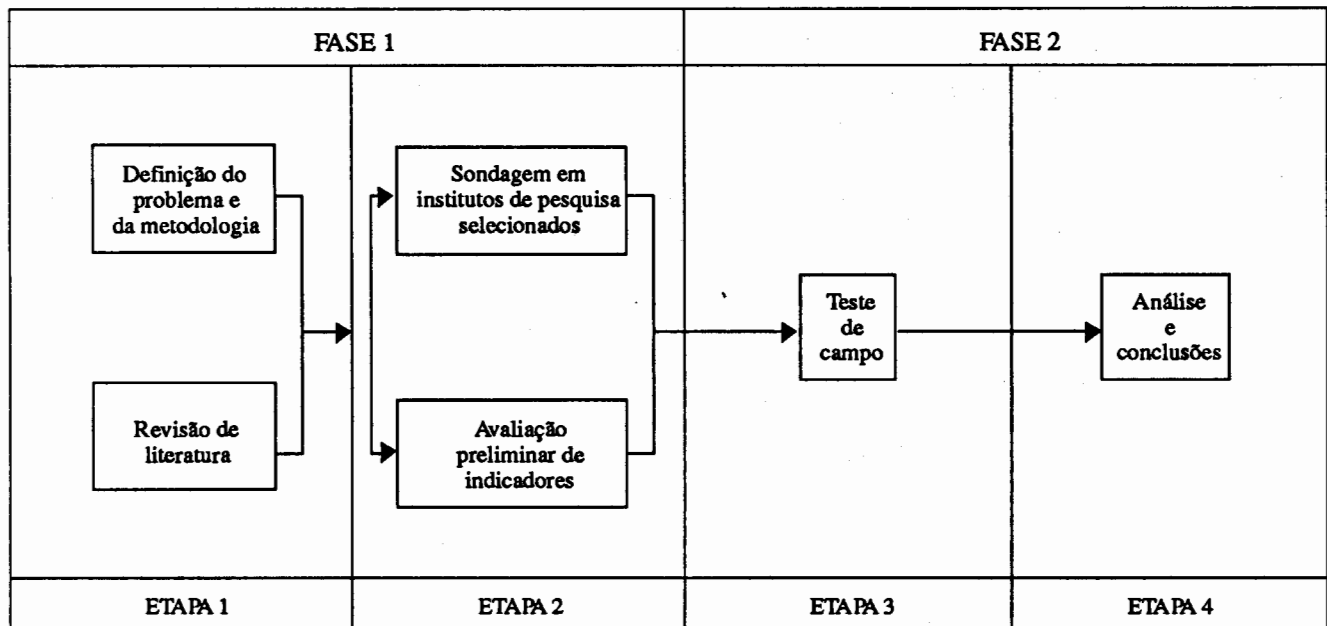 FASE 1
FASE 2
Definição do
problema e
da metodologia
Revisão de
literatura
Sondagem em
institutos de pesquisa
selecionados
Avaliação
preliminar de
indicadores
Teste
de
campo
Análise
e
conclusões
ETAPA 1
ETAPA 2
ETAPA 3
ETAPA 4